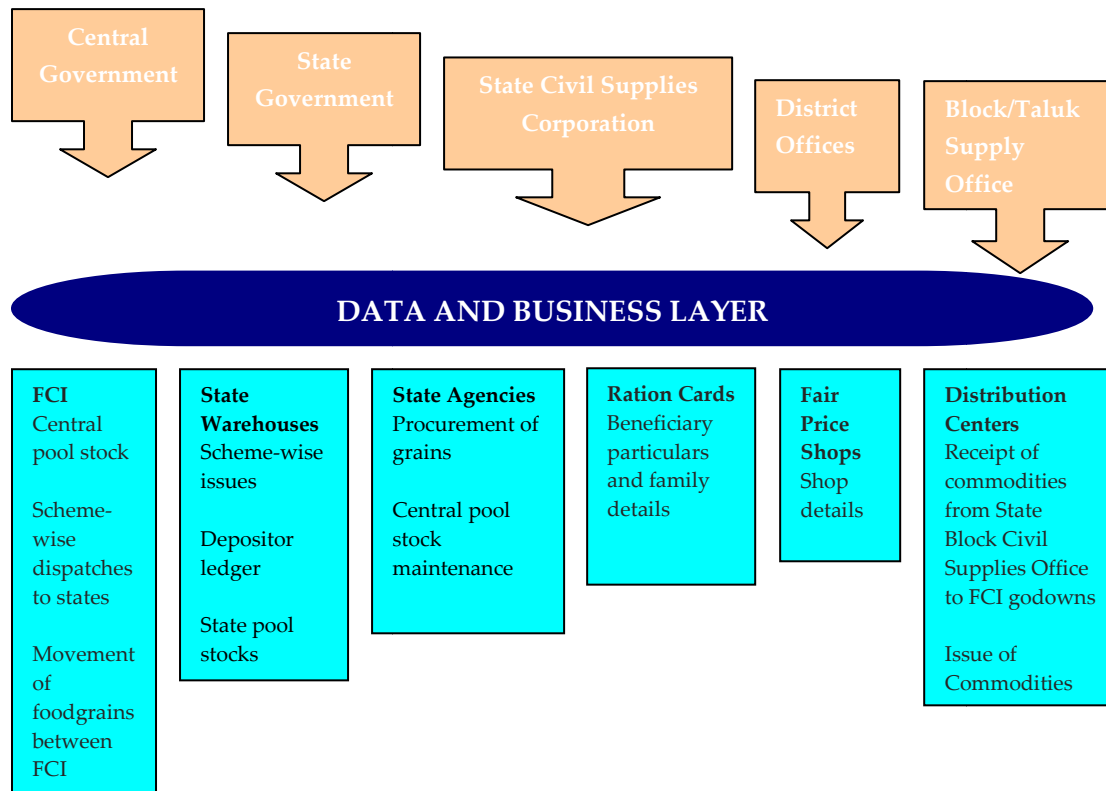 Central
Government
State
Government
State Civil Supplies
Corporation
District
Offices
Block/Taluk
Supply
Office
DATA AND BUSINESS LAYER
FCI
Central
pool stock
Scheme-
wise
dispatches
to states
Movement
of
foodgrains
between
FCI
State
Warehouses
Scheme-wise
issues
Depositor
ledger
State pool
stocks
State Agencies
Procurement of
grains
Central pool
stock
maintenance
Ration Cards
Beneficiary
particulars
and family
details
Fair
Price
Shops
Shop
details
Distribution
Centers
Receipt of
commodities
from State
Block Civil
Supplies Office
to FCI godowns
Issue of
Commodities